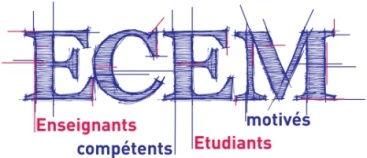 ECEM
Enseignants
compétents
Etudiants
motivés